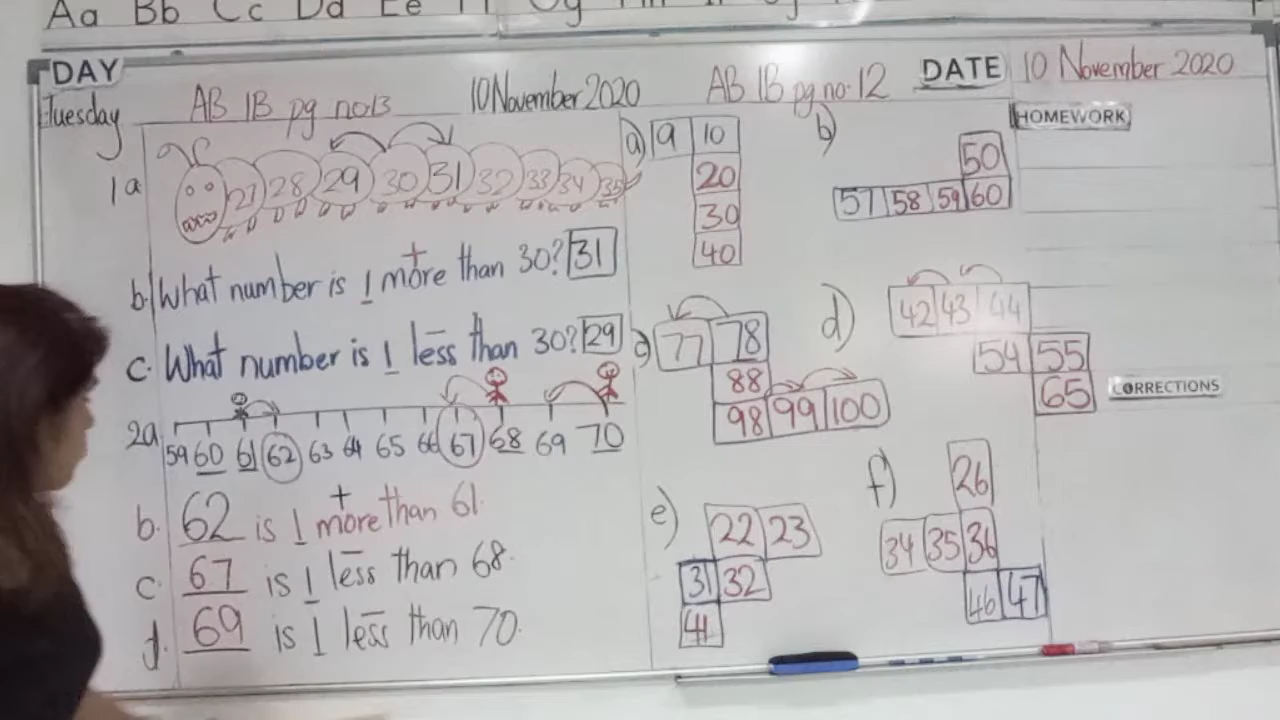 Aa Bb Cc Dd Ee
DAY
Tuesday
AB 1B pg no.13
10 November 2020
AB 1B pg no.12
DATE
10 November 2020
HOMEWORK
CORRECTIONS
1a
27 28 29 30 31 32 33 34 35
b. What number is 1 more than 30? 31
+
c. What number is 1 less than 30? 29
2a
59 60 61 62 63 64 65 66 67 68 69 70
b. 62 is 1 more than 61.
+
c. 67 is 1 less than 68.
d. 69 is 1 less than 70.
a) 9 10
20
30
40
b)
50
57 58 59 60
c) 77 78
88
98 99 100
d) 42 43 44
54 55
65
e)
22 23
31 32
41
f)
26
34 35 36
46 47